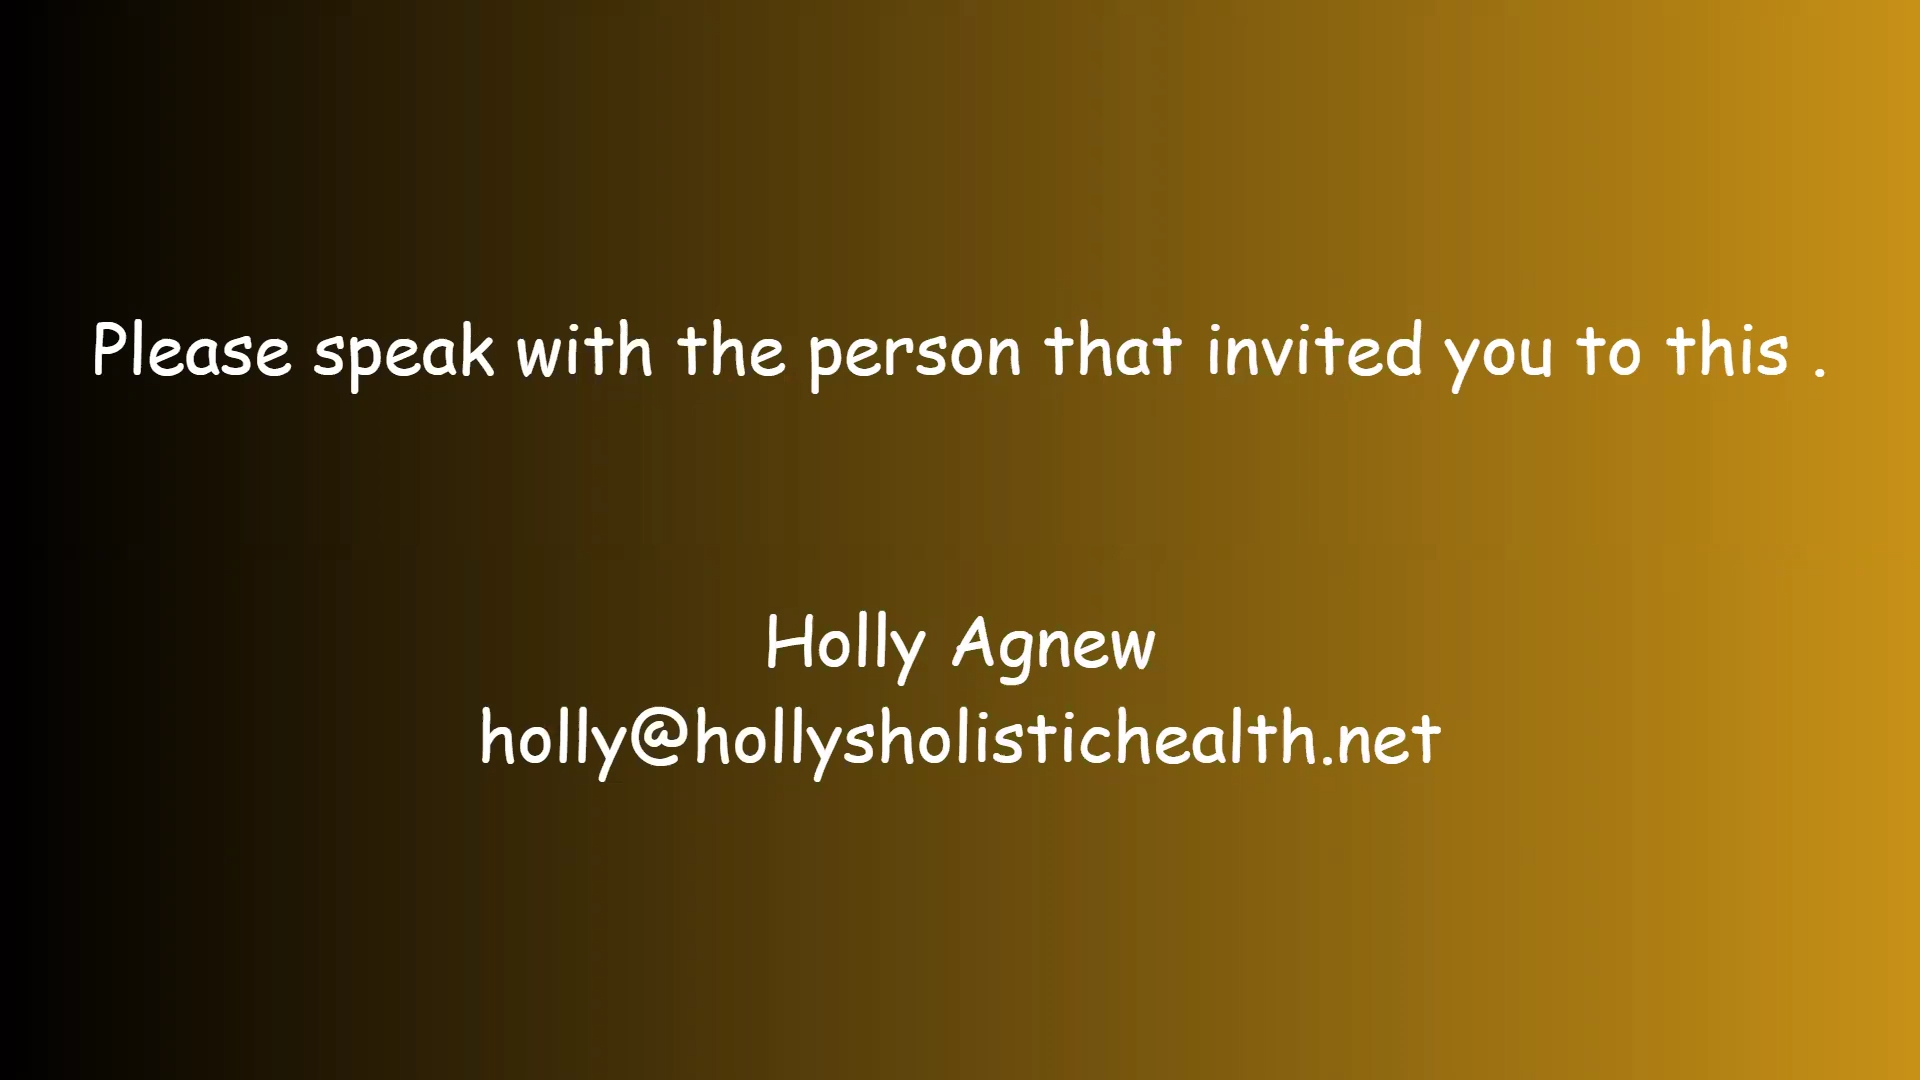 Please speak with the person that invited you to this .
Holly Agnew
holly@hollysholistichealth.net